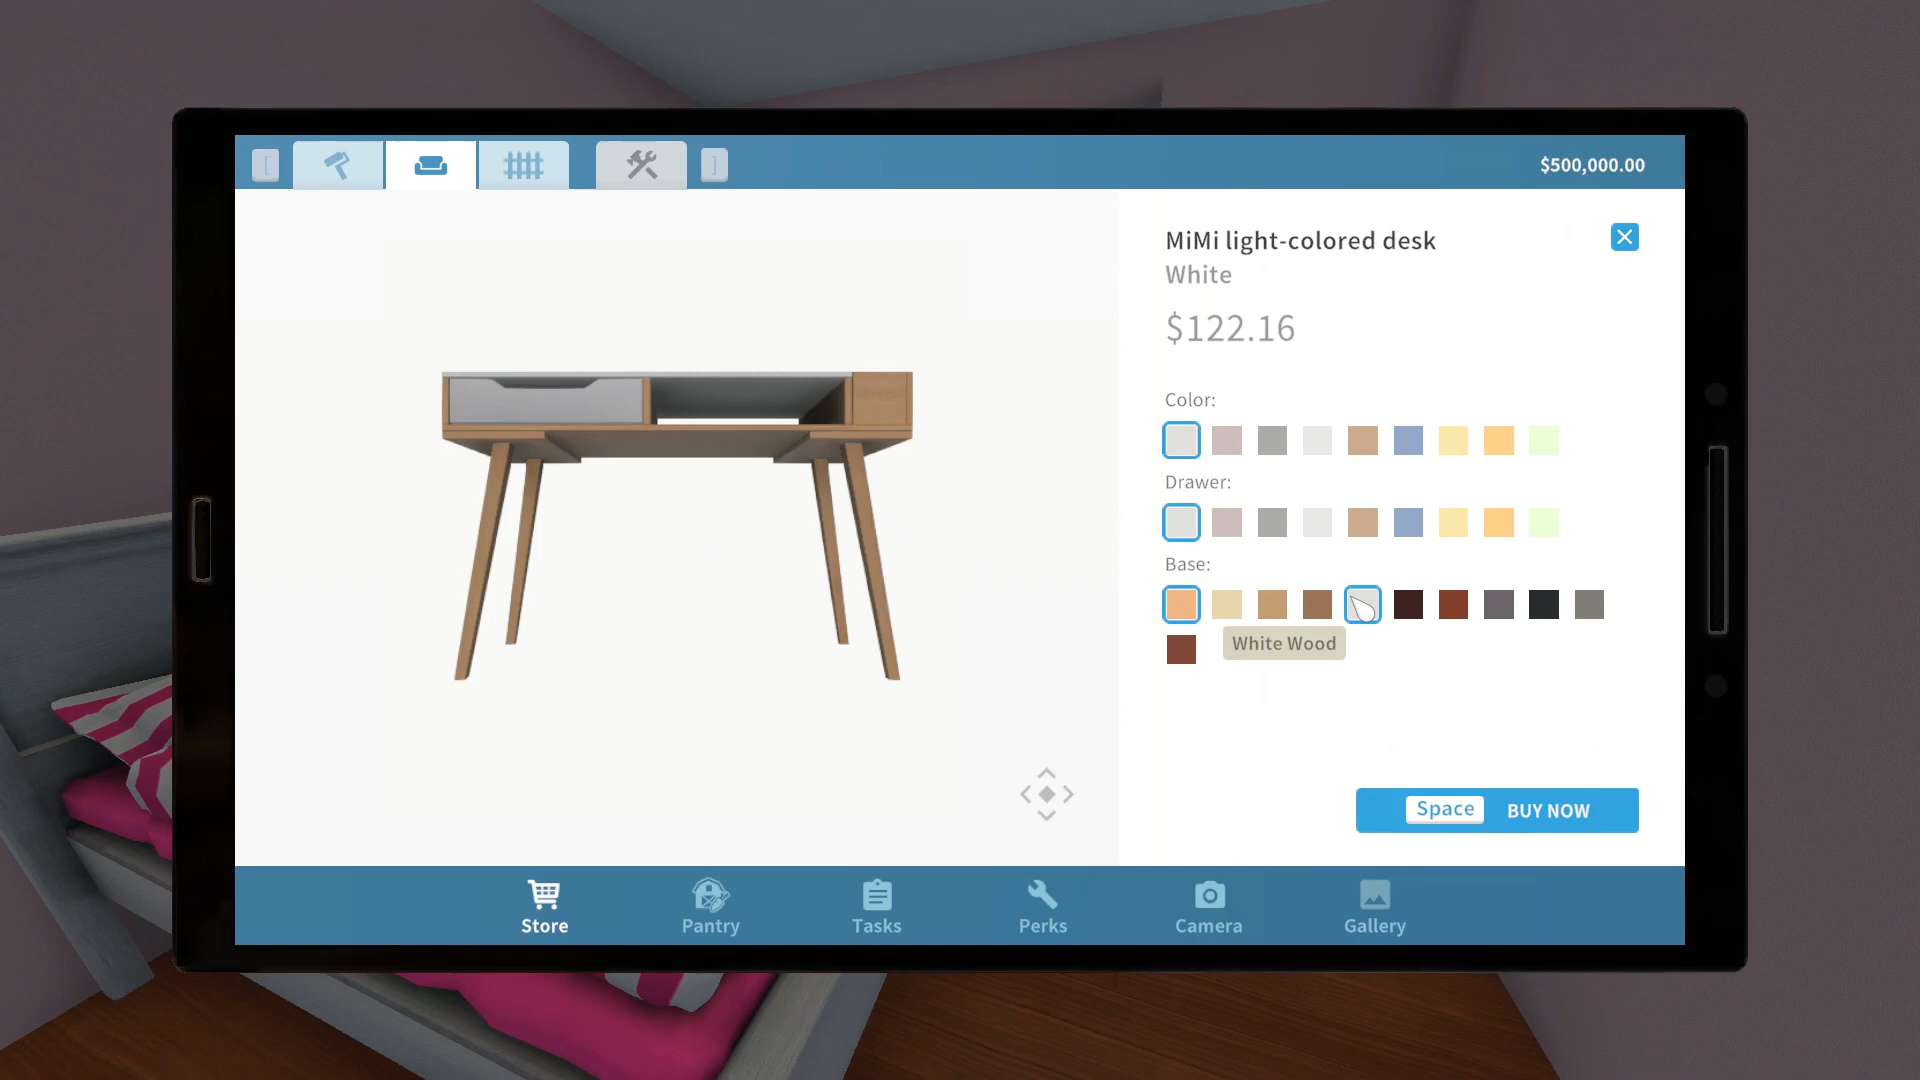 [
]
$500,000.00
MiMi light-colored desk
White
$122.16
Color:
Drawer:
Base:
White Wood
Space BUY NOW
Store
Pantry
Tasks
Perks
Camera
Gallery